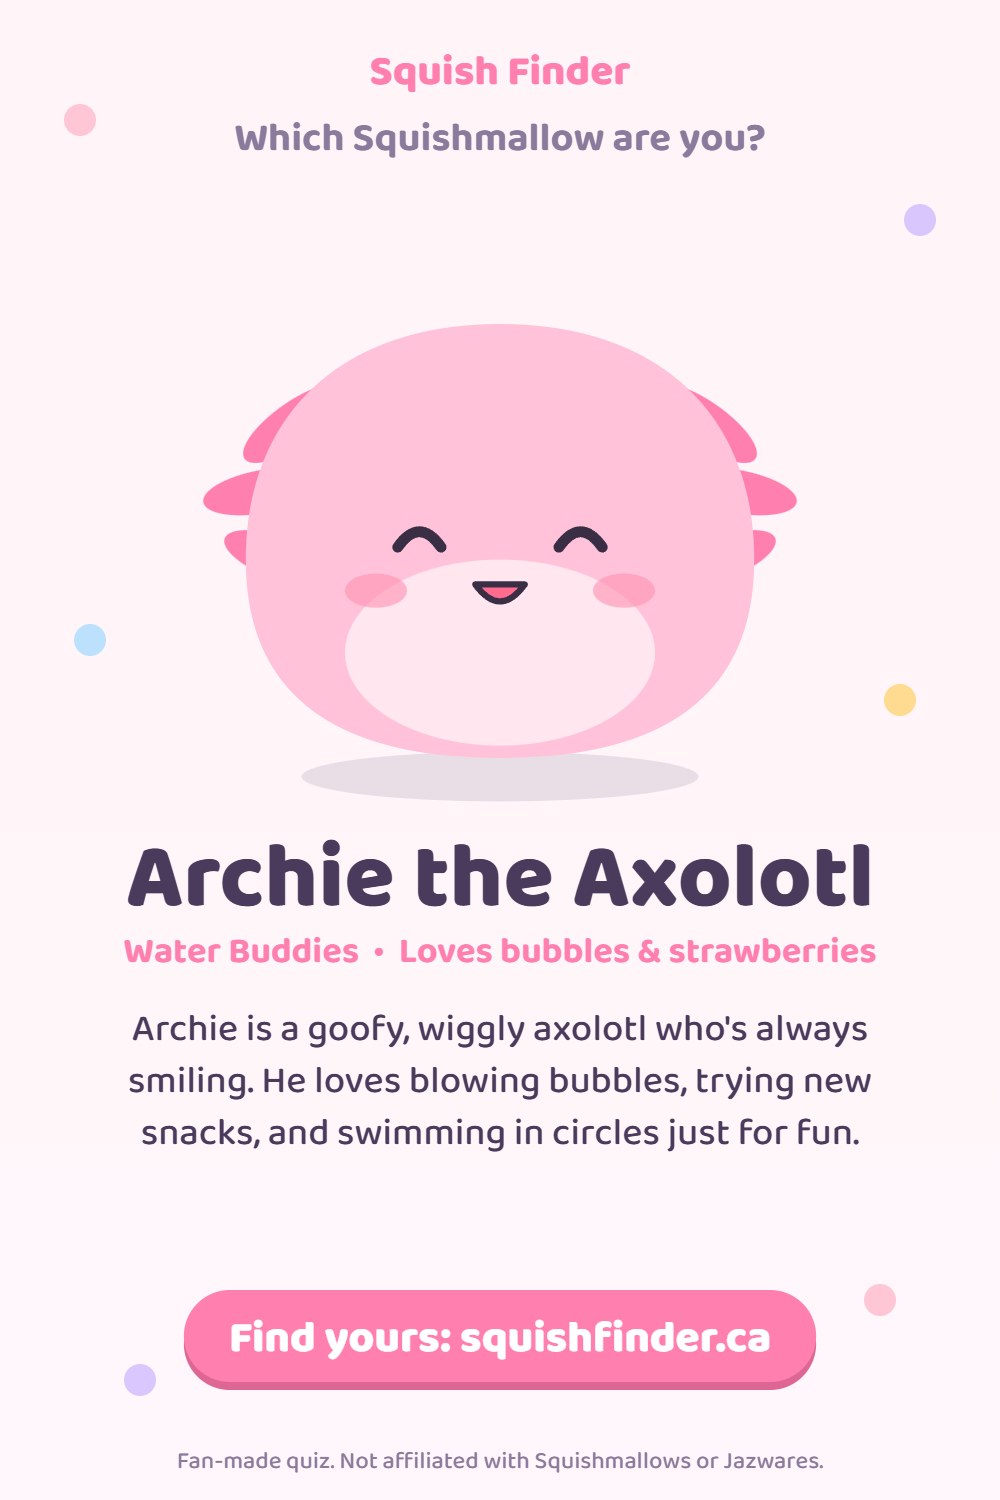 Squish Finder
Which Squishmallow are you?
Archie the Axolotl
Water Buddies • Loves bubbles & strawberries
Archie is a goofy, wiggly axolotl who's always
smiling. He loves blowing bubbles, trying new
snacks, and swimming in circles just for fun.
Find yours: squishfinder.ca
Fan-made quiz. Not affiliated with Squishmallows or Jazwares.